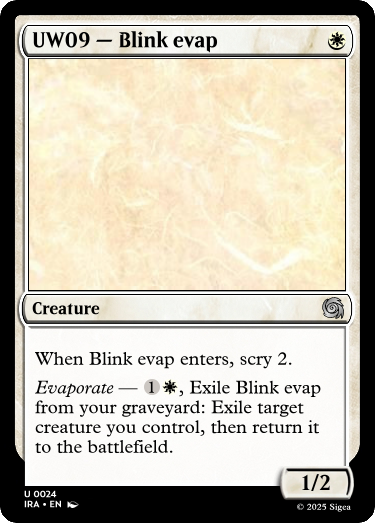 UW09 — Blink evap
Creature
When Blink evap enters, scry 2.
Evaporate — 1, Exile Blink evap
from your graveyard: Exile target
creature you control, then return it
to the battlefield.
1/2
U 0024
IRA • EN
© 2025 Sigea